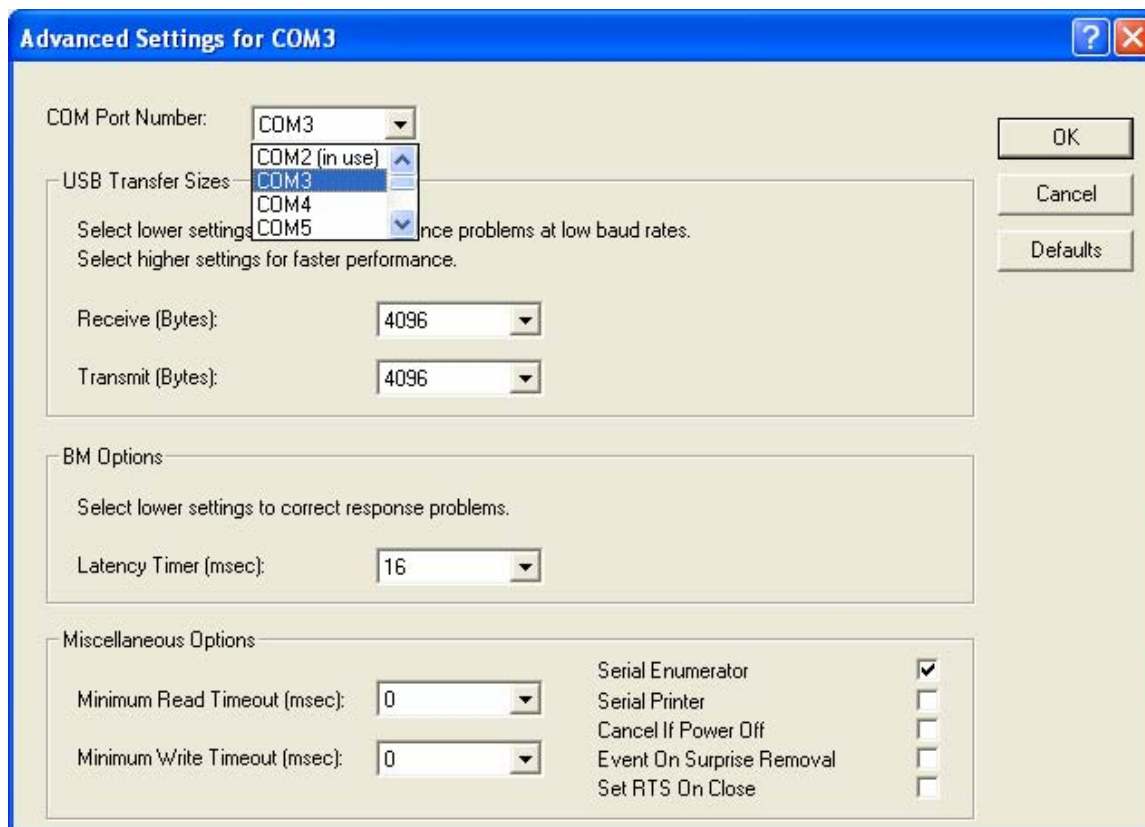 Advanced Settings for COM3
COM Port Number:
COM3
COM2 (in use)
COM3
COM4
COM5
OK
Cancel
Defaults
USB Transfer Sizes
Select lower settings nce problems at low baud rates.
Select higher settings for faster performance.
Receive (Bytes):
4096
Transmit (Bytes):
4096
BM Options
Select lower settings to correct response problems.
Latency Timer (msec):
16
Miscellaneous Options
Minimum Read Timeout (msec):
0
Minimum Write Timeout (msec):
0
Serial Enumerator
Serial Printer
Cancel If Power Off
Event On Surprise Removal
Set RTS On Close